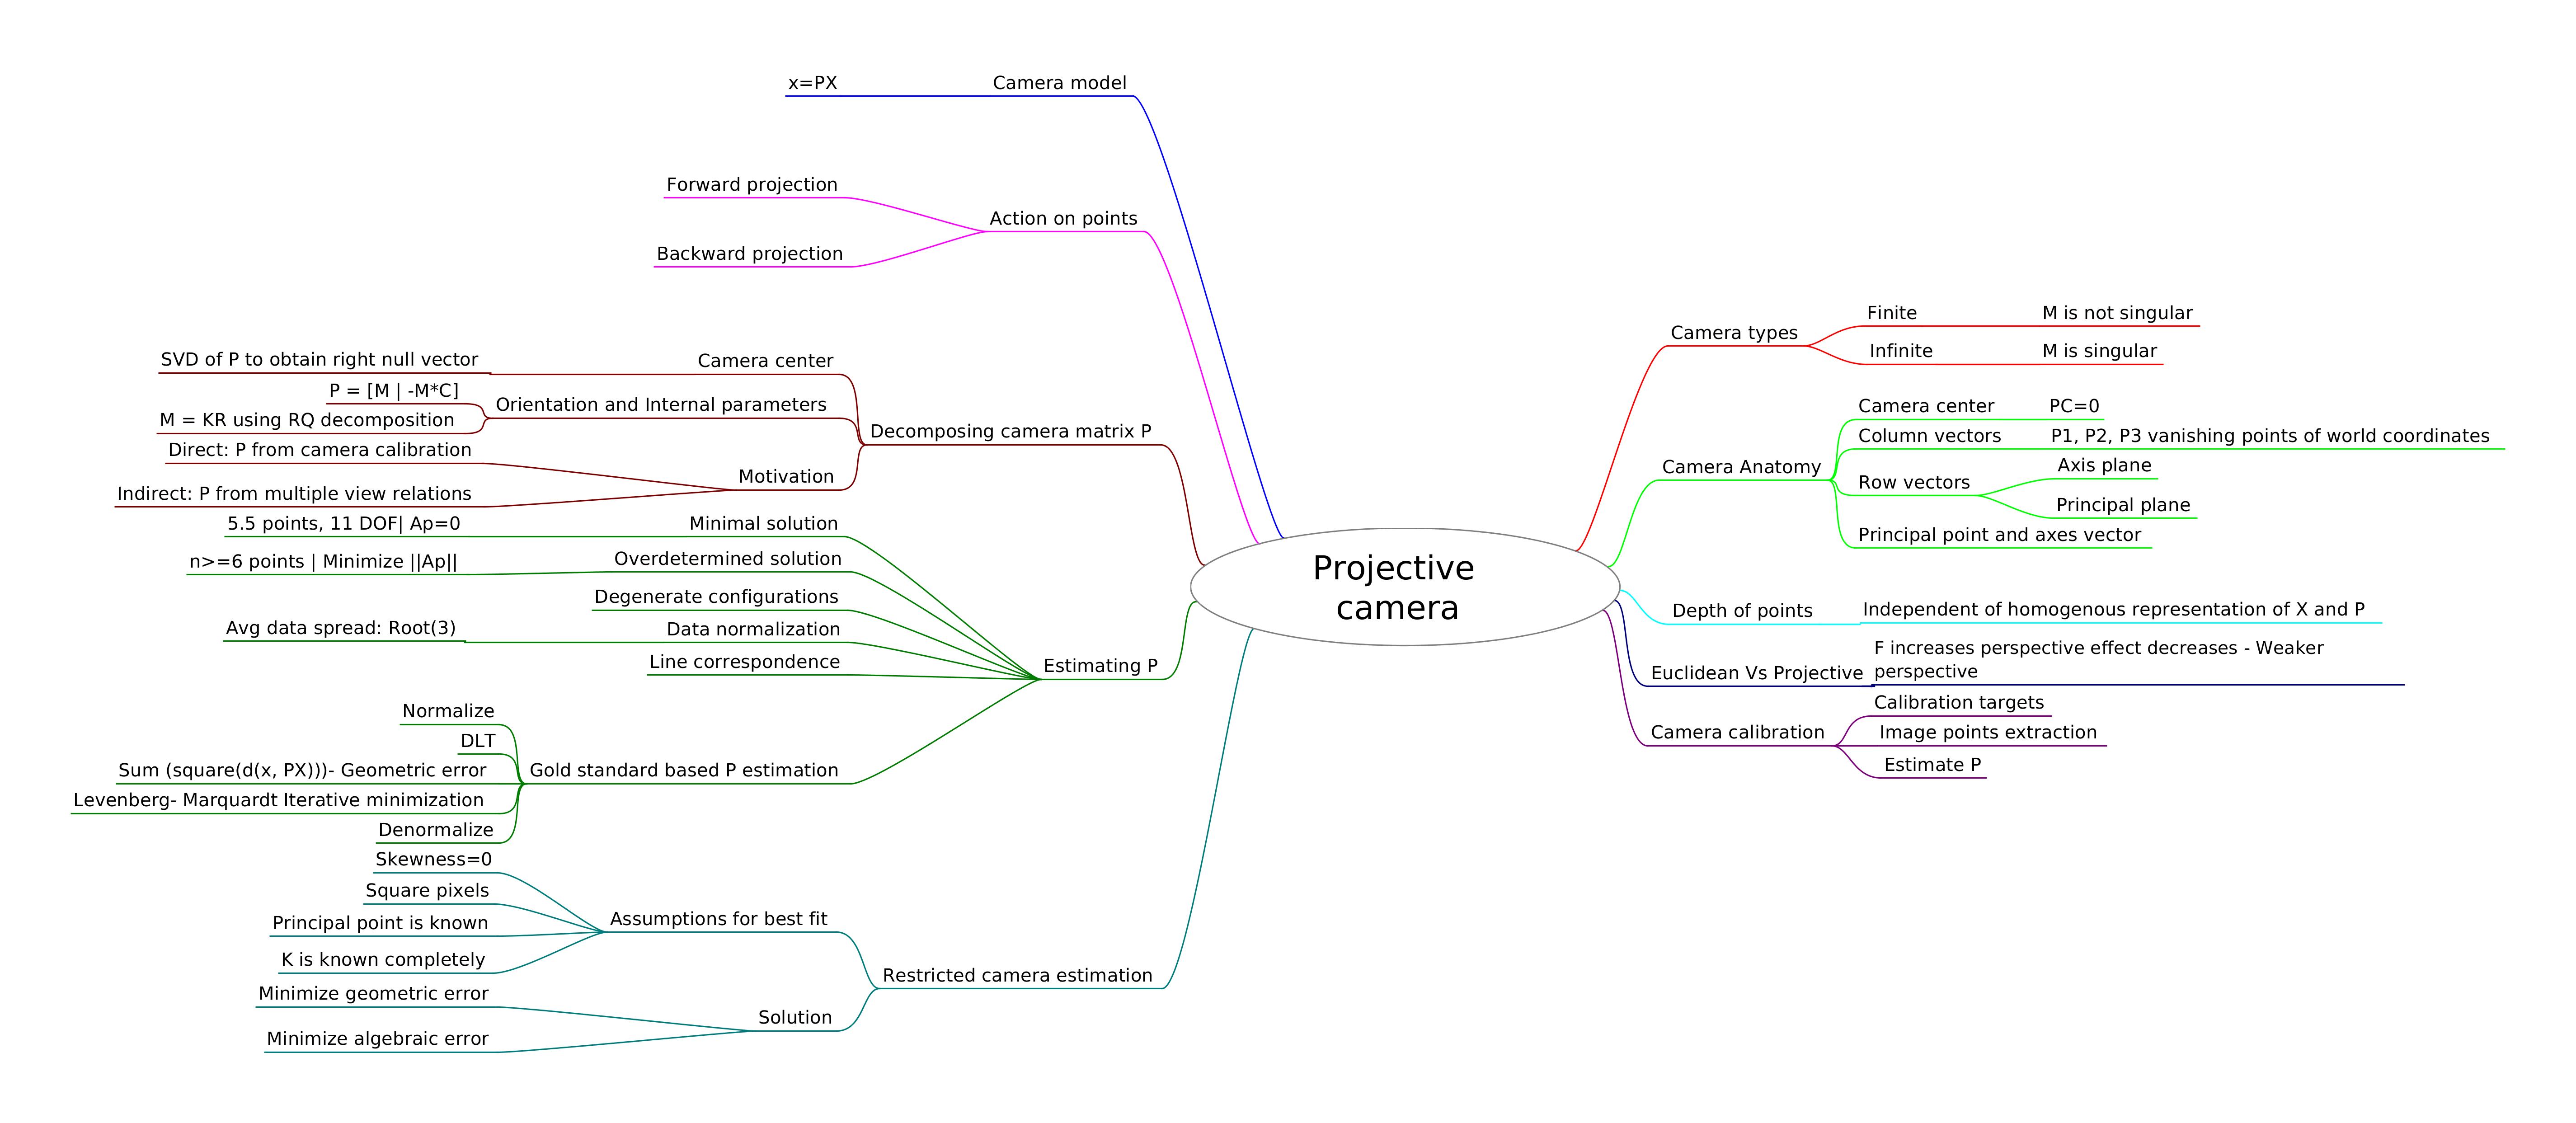 Projective
camera
Camera model
x=PX
Action on points
Forward projection
Backward projection
Decomposing camera matrix P
Camera center
SVD of P to obtain right null vector
Orientation and Internal parameters
P = [M | -M*C]
M = KR using RQ decomposition
Motivation
Direct: P from camera calibration
Indirect: P from multiple view relations
Estimating P
Minimal solution
5.5 points, 11 DOF| Ap=0
Overdetermined solution
n>=6 points | Minimize ||Ap||
Degenerate configurations
Data normalization
Avg data spread: Root(3)
Line correspondence
Gold standard based P estimation
Normalize
DLT
Sum (square(d(x, PX)))- Geometric error
Levenberg- Marquardt Iterative minimization
Denormalize
Restricted camera estimation
Assumptions for best fit
Skewness=0
Square pixels
Principal point is known
K is known completely
Solution
Minimize geometric error
Minimize algebraic error
Camera types
Finite
M is not singular
Infinite
M is singular
Camera Anatomy
Camera center
PC=0
Column vectors
P1, P2, P3 vanishing points of world coordinates
Row vectors
Axis plane
Principal plane
Principal point and axes vector
Depth of points
Independent of homogenous representation of X and P
Euclidean Vs Projective
F increases perspective effect decreases - Weaker
perspective
Camera calibration
Calibration targets
Image points extraction
Estimate P